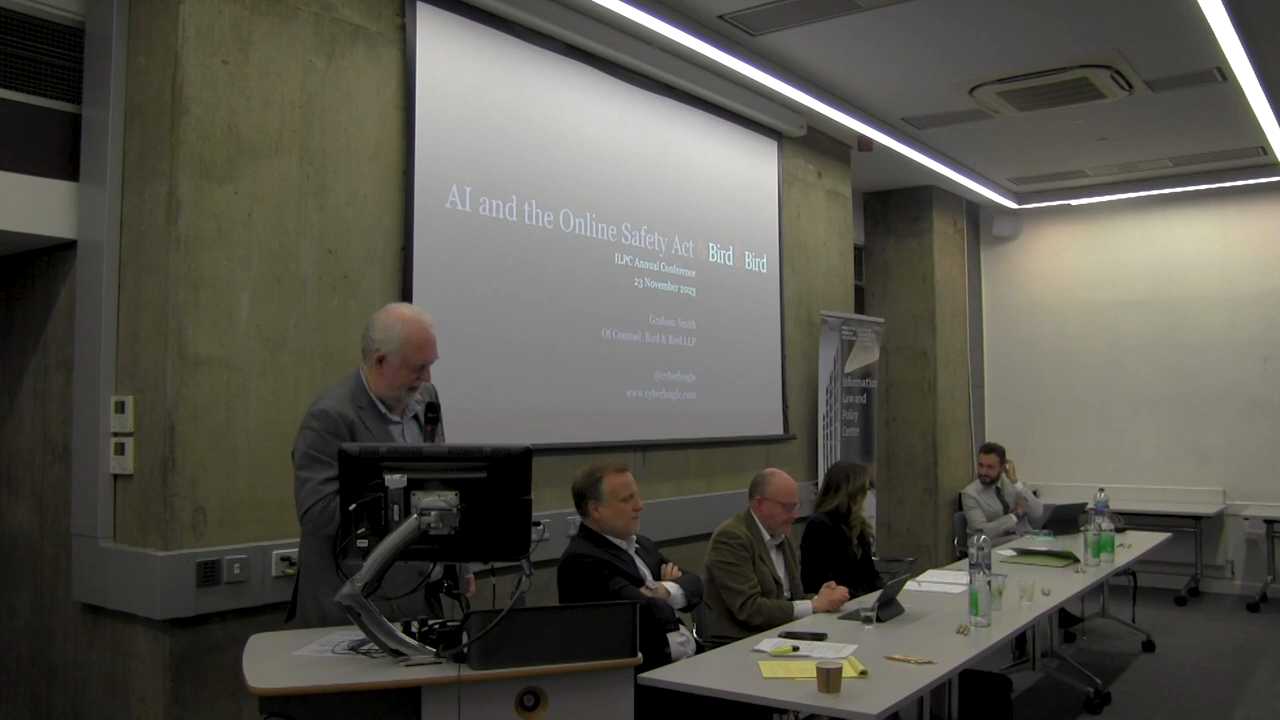 AI and the Online Safety Act
Bird & Bird
ILPC Annual Conference
23 November 2023
Graham Smith
Of Counsel, Bird & Bird LLP
@cyberleagle
www.cyberleagle.com
Information
Law and
Policy
Centre